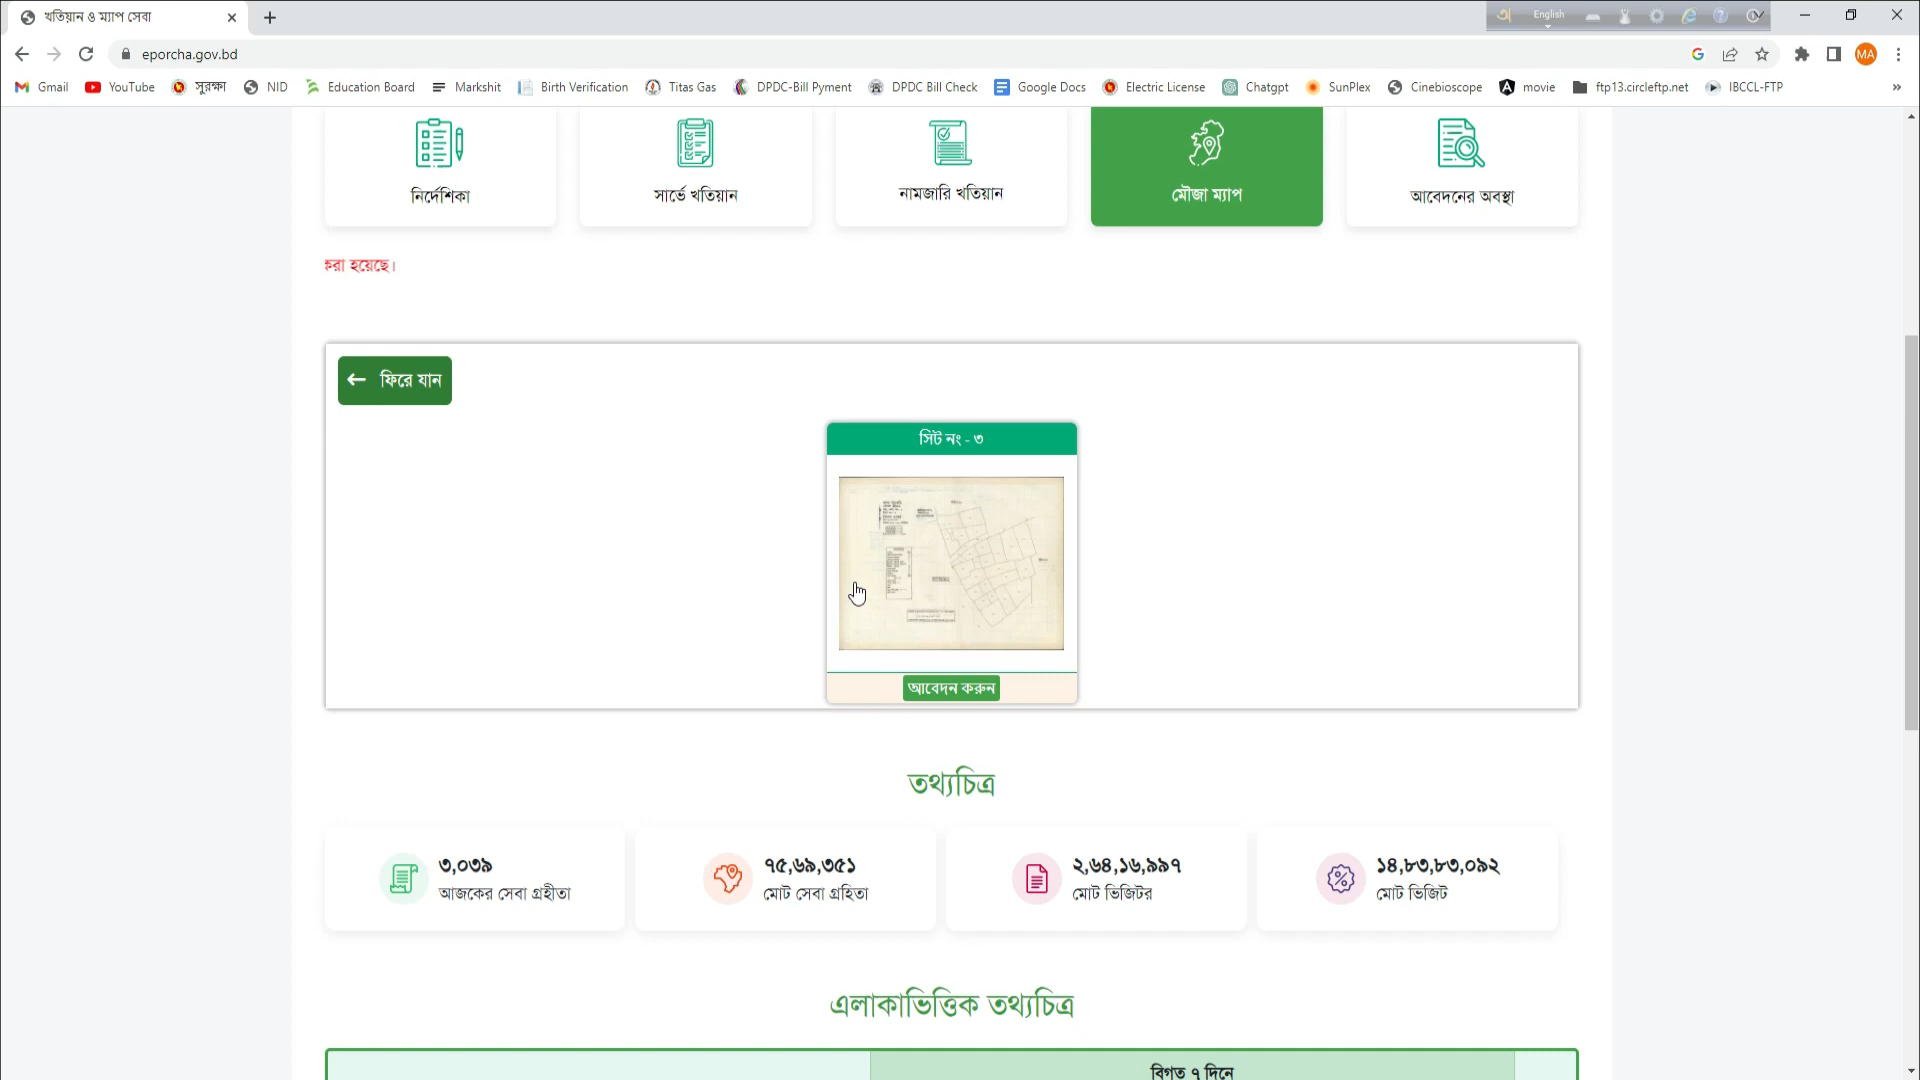 খতিয়ান ও ম্যাপ সেবা
English
eporcha.gov.bd
MA
Gmail
YouTube
সুরক্ষা
NID
Education Board
Markshit
Birth Verification
Titas Gas
DPDC-Bill Pyment
DPDC Bill Check
Google Docs
Electric License
Chatgpt
SunPlex
Cinebioscope
movie
ftp13.circleftp.net
IBCCL-FTP
নির্দেশিকা
সার্ভে খতিয়ান
নামজারি খতিয়ান
মৌজা ম্যাপ
আবেদনের অবস্থা
করা হয়েছে।
ফিরে যান
সিট নং - ৩
আবেদন করুন
তথ্যচিত্র
৩,০৩৯
আজকের সেবা গ্রহীতা
৭৫,৬৯,৩৫১
মোট সেবা গ্রহিতা
২,৬৪,১৬,৯৯৭
মোট ভিজিটর
১৪,৮৩,৮৩,০৯২
মোট ভিজিট
এলাকাভিত্তিক তথ্যচিত্র
বিগত ৭ দিনে